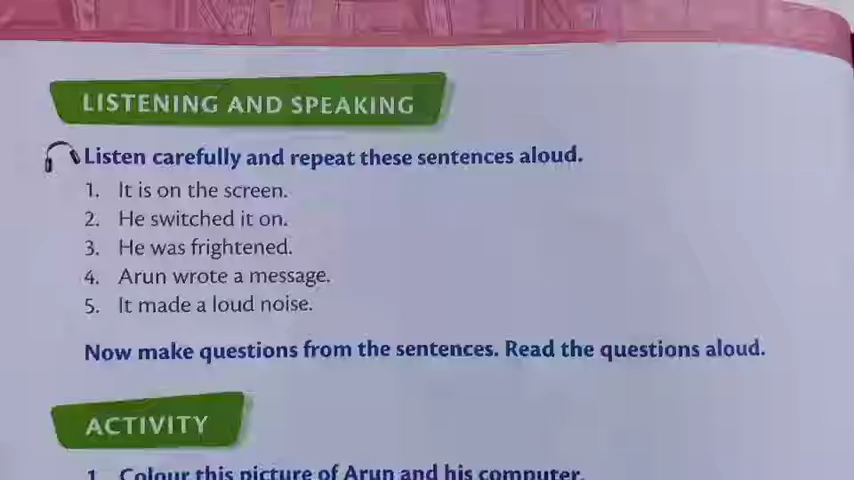 LISTENING AND SPEAKING
Listen carefully and repeat these sentences aloud.
1. It is on the screen.
2. He switched it on.
3. He was frightened.
4. Arun wrote a message.
5. It made a loud noise.
Now make questions from the sentences. Read the questions aloud.
ACTIVITY
1. Colour this picture of Arun and his computer.